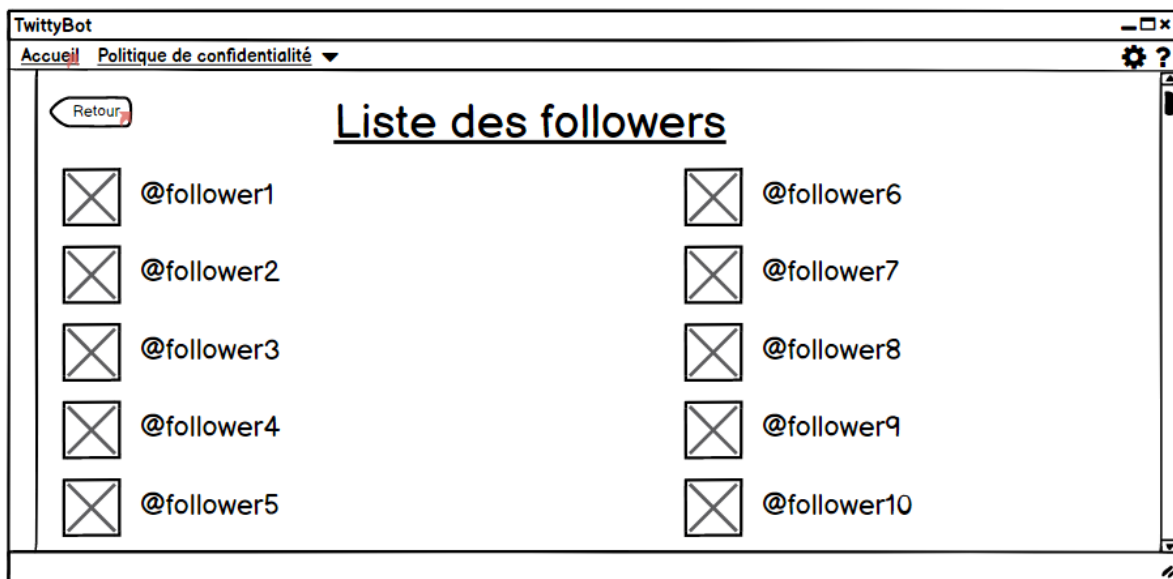 TwittyBot
Accueil Politique de confidentialité
?
Retour
Liste des followers
@follower1
@follower2
@follower3
@follower4
@follower5
@follower6
@follower7
@follower8
@follower9
@follower10